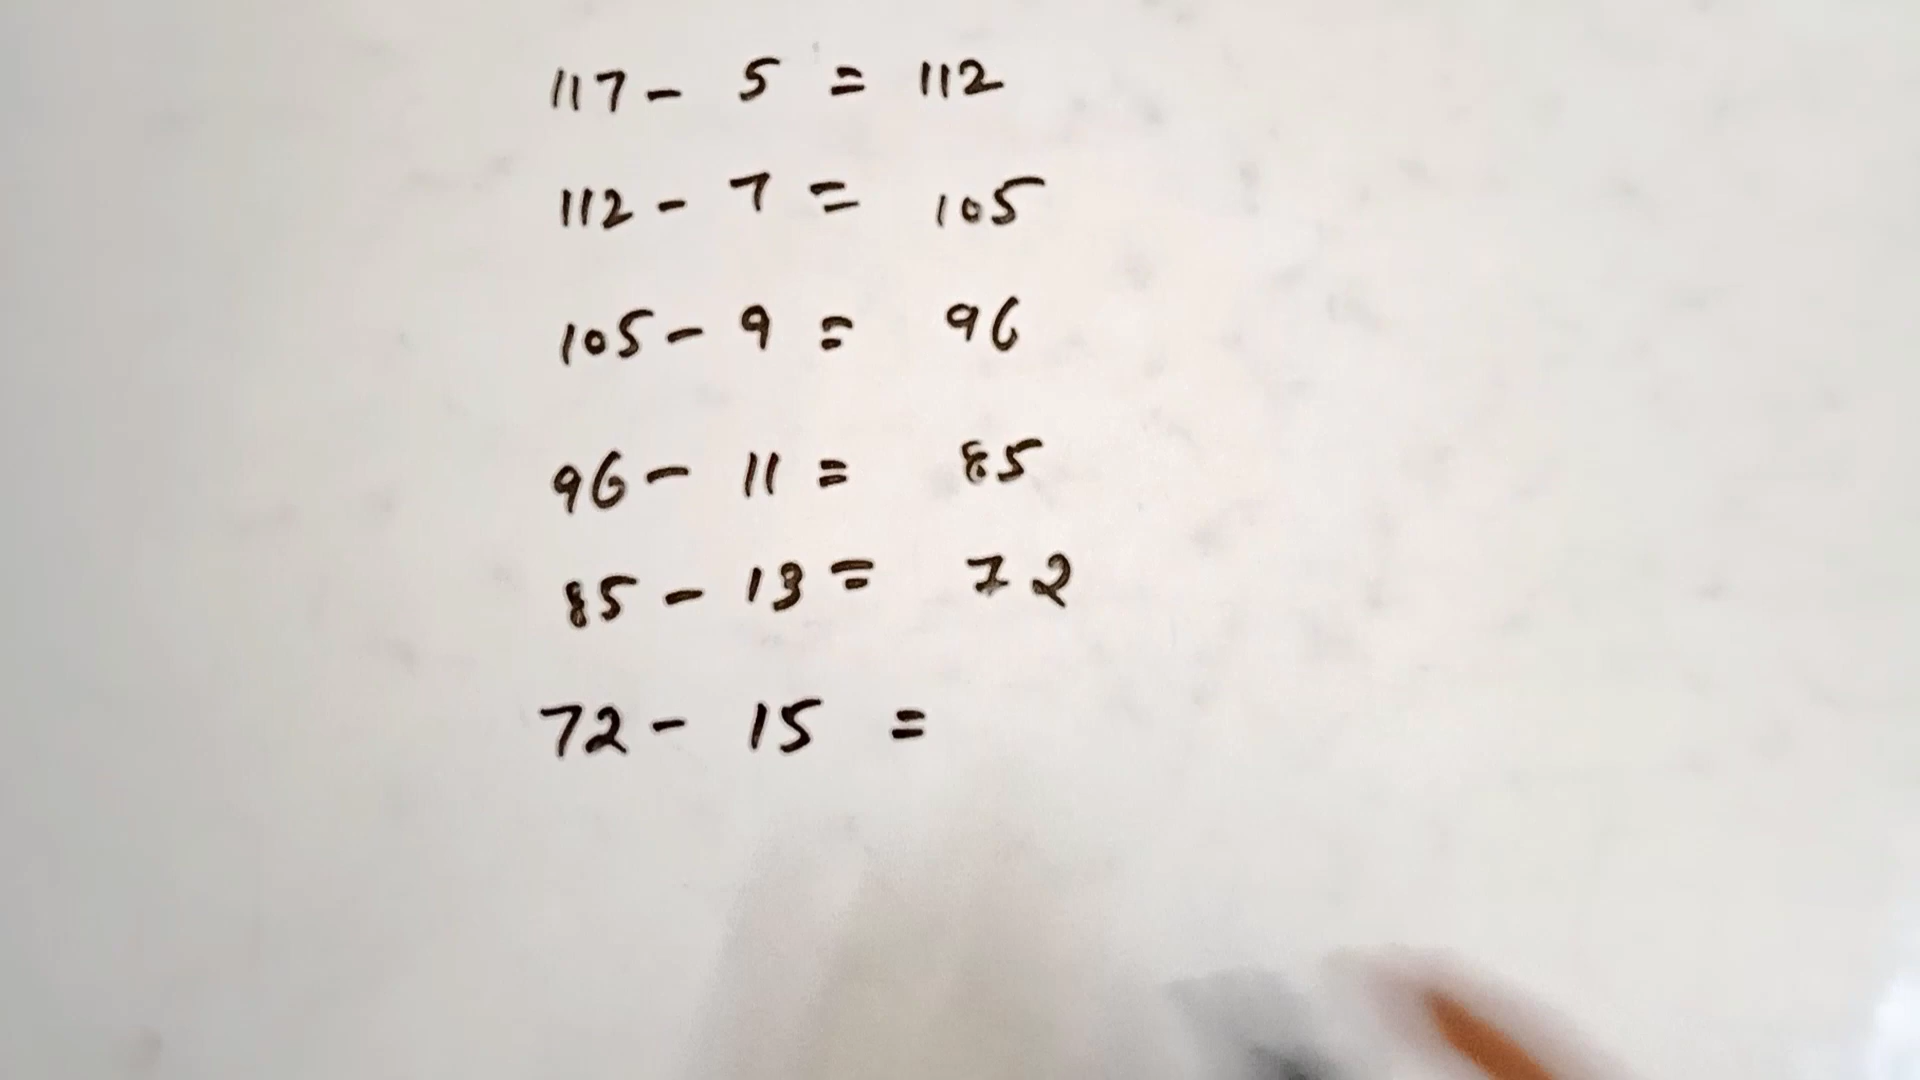 117 - 5 = 112
112 - 7 = 105
105 - 9 = 96
96 - 11 = 85
85 - 13 = 72
72 - 15 =